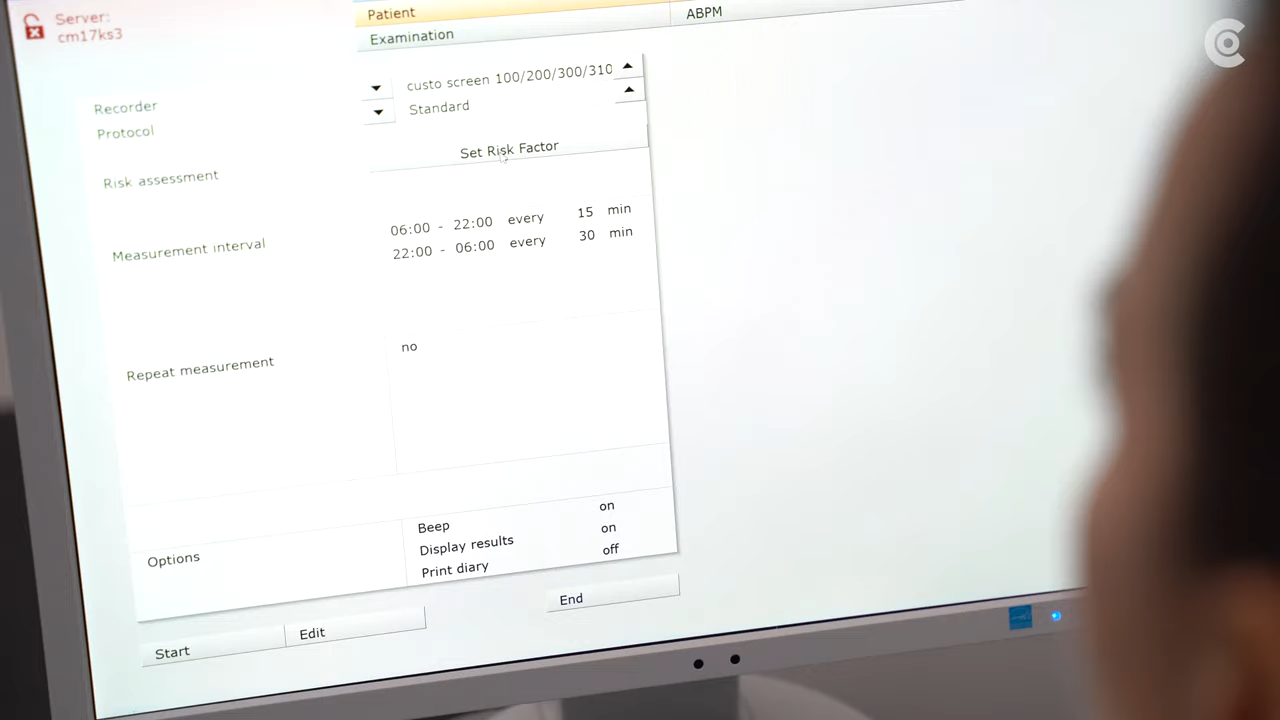 Server:
cm17ks3
Patient
ABPM
Examination
Recorder
custo screen 100/200/300/310
Protocol
Standard
Risk assessment
Set Risk Factor
Measurement interval
06:00 - 22:00 every 15 min
22:00 - 06:00 every 30 min
Repeat measurement
no
Options
Beep on
Display results on
Print diary off
Start
Edit
End